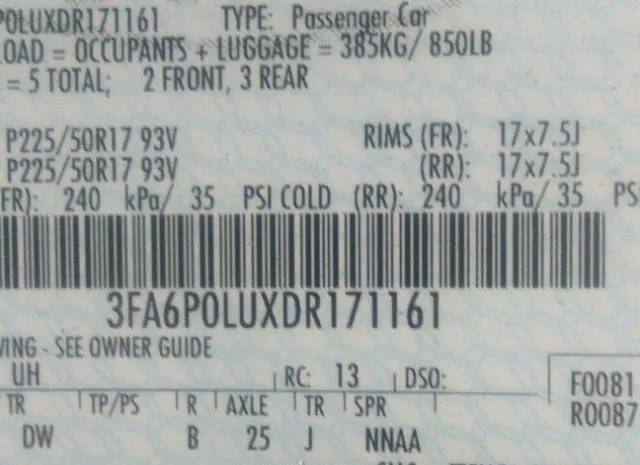 P0LUXDR171161 TYPE: Passenger Car
OAD = OCCUPANTS + LUGGAGE = 385KG/ 850LB
= 5 TOTAL; 2 FRONT, 3 REAR
P225/50R17 93V RIMS (FR): 17x7.5J
P225/50R17 93V (RR): 17x7.5J
FR): 240 kPa/ 35 PSI COLD (RR): 240 kPa/ 35 PS
3FA6P0LUXDR171161
WING - SEE OWNER GUIDE
UH RC: 13 DSO:
F0081
TR TP/PS R AXLE TR SPR
R0087
DW B 25 J NNAA